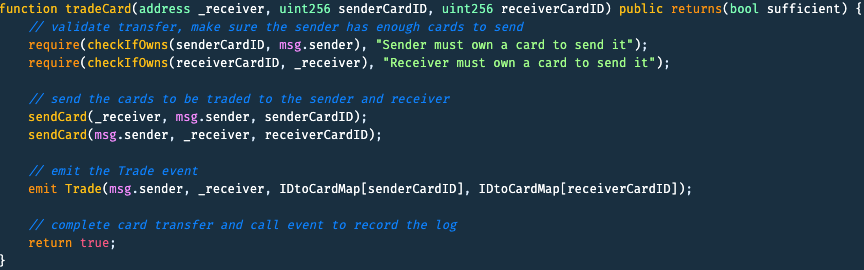 function tradeCard(address _receiver, uint256 senderCardID, uint256 receiverCardID) public returns(bool sufficient) {
// validate transfer, make sure the sender has enough cards to send
require(checkIfOwns(senderCardID, msg.sender), "Sender must own a card to send it");
require(checkIfOwns(receiverCardID, _receiver), "Receiver must own a card to send it");
// send the cards to be traded to the sender and receiver
sendCard(_receiver, msg.sender, senderCardID);
sendCard(msg.sender, _receiver, receiverCardID);
// emit the Trade event
emit Trade(msg.sender, _receiver, IDtoCardMap[senderCardID], IDtoCardMap[receiverCardID]);
// complete card transfer and call event to record the log
return true;
}